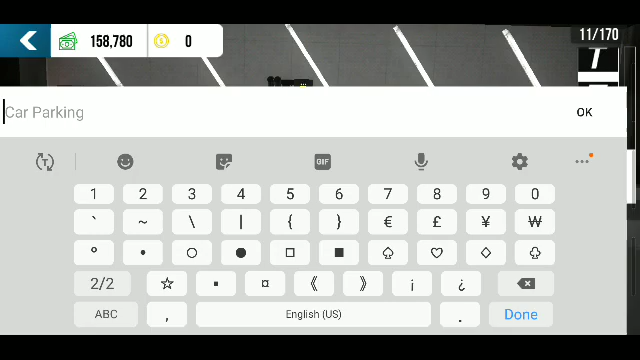 158,780 0 11/170
T
Car Parking OK
T GIF
1 2 3 4 5 6 7 8 9 0
` ~ \ | { } € £ ¥ ₩
° • ○ ● □ ■ ♤ ♡ ◇ ♧
2/2 ☆ ▪ ¤ 《 》 ¡ ¿
ABC , English (US) . Done